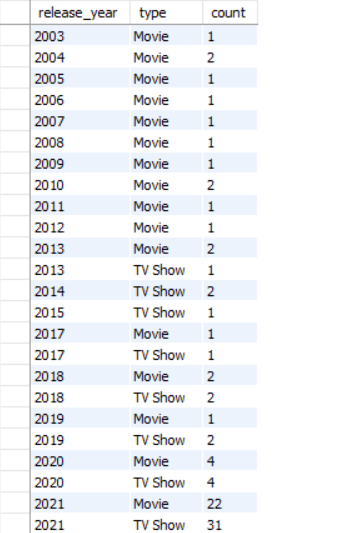 release_year type count
2003 Movie 1
2004 Movie 2
2005 Movie 1
2006 Movie 1
2007 Movie 1
2008 Movie 1
2009 Movie 1
2010 Movie 2
2011 Movie 1
2012 Movie 1
2013 Movie 2
2013 TV Show 1
2014 TV Show 2
2015 TV Show 1
2017 Movie 1
2017 TV Show 1
2018 Movie 2
2018 TV Show 2
2019 Movie 1
2019 TV Show 2
2020 Movie 4
2020 TV Show 4
2021 Movie 22
2021 TV Show 31